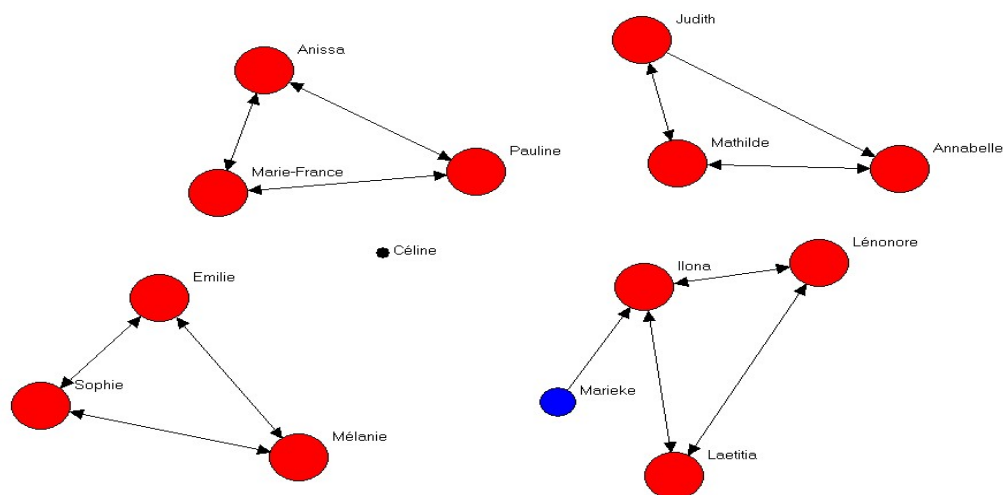 Judith
Anissa
Mathilde
Annabelle
Pauline
Marie-France
Céline
Lénonore
Ilona
Emilie
Sophie
Marieke
Mélanie
Laetitia